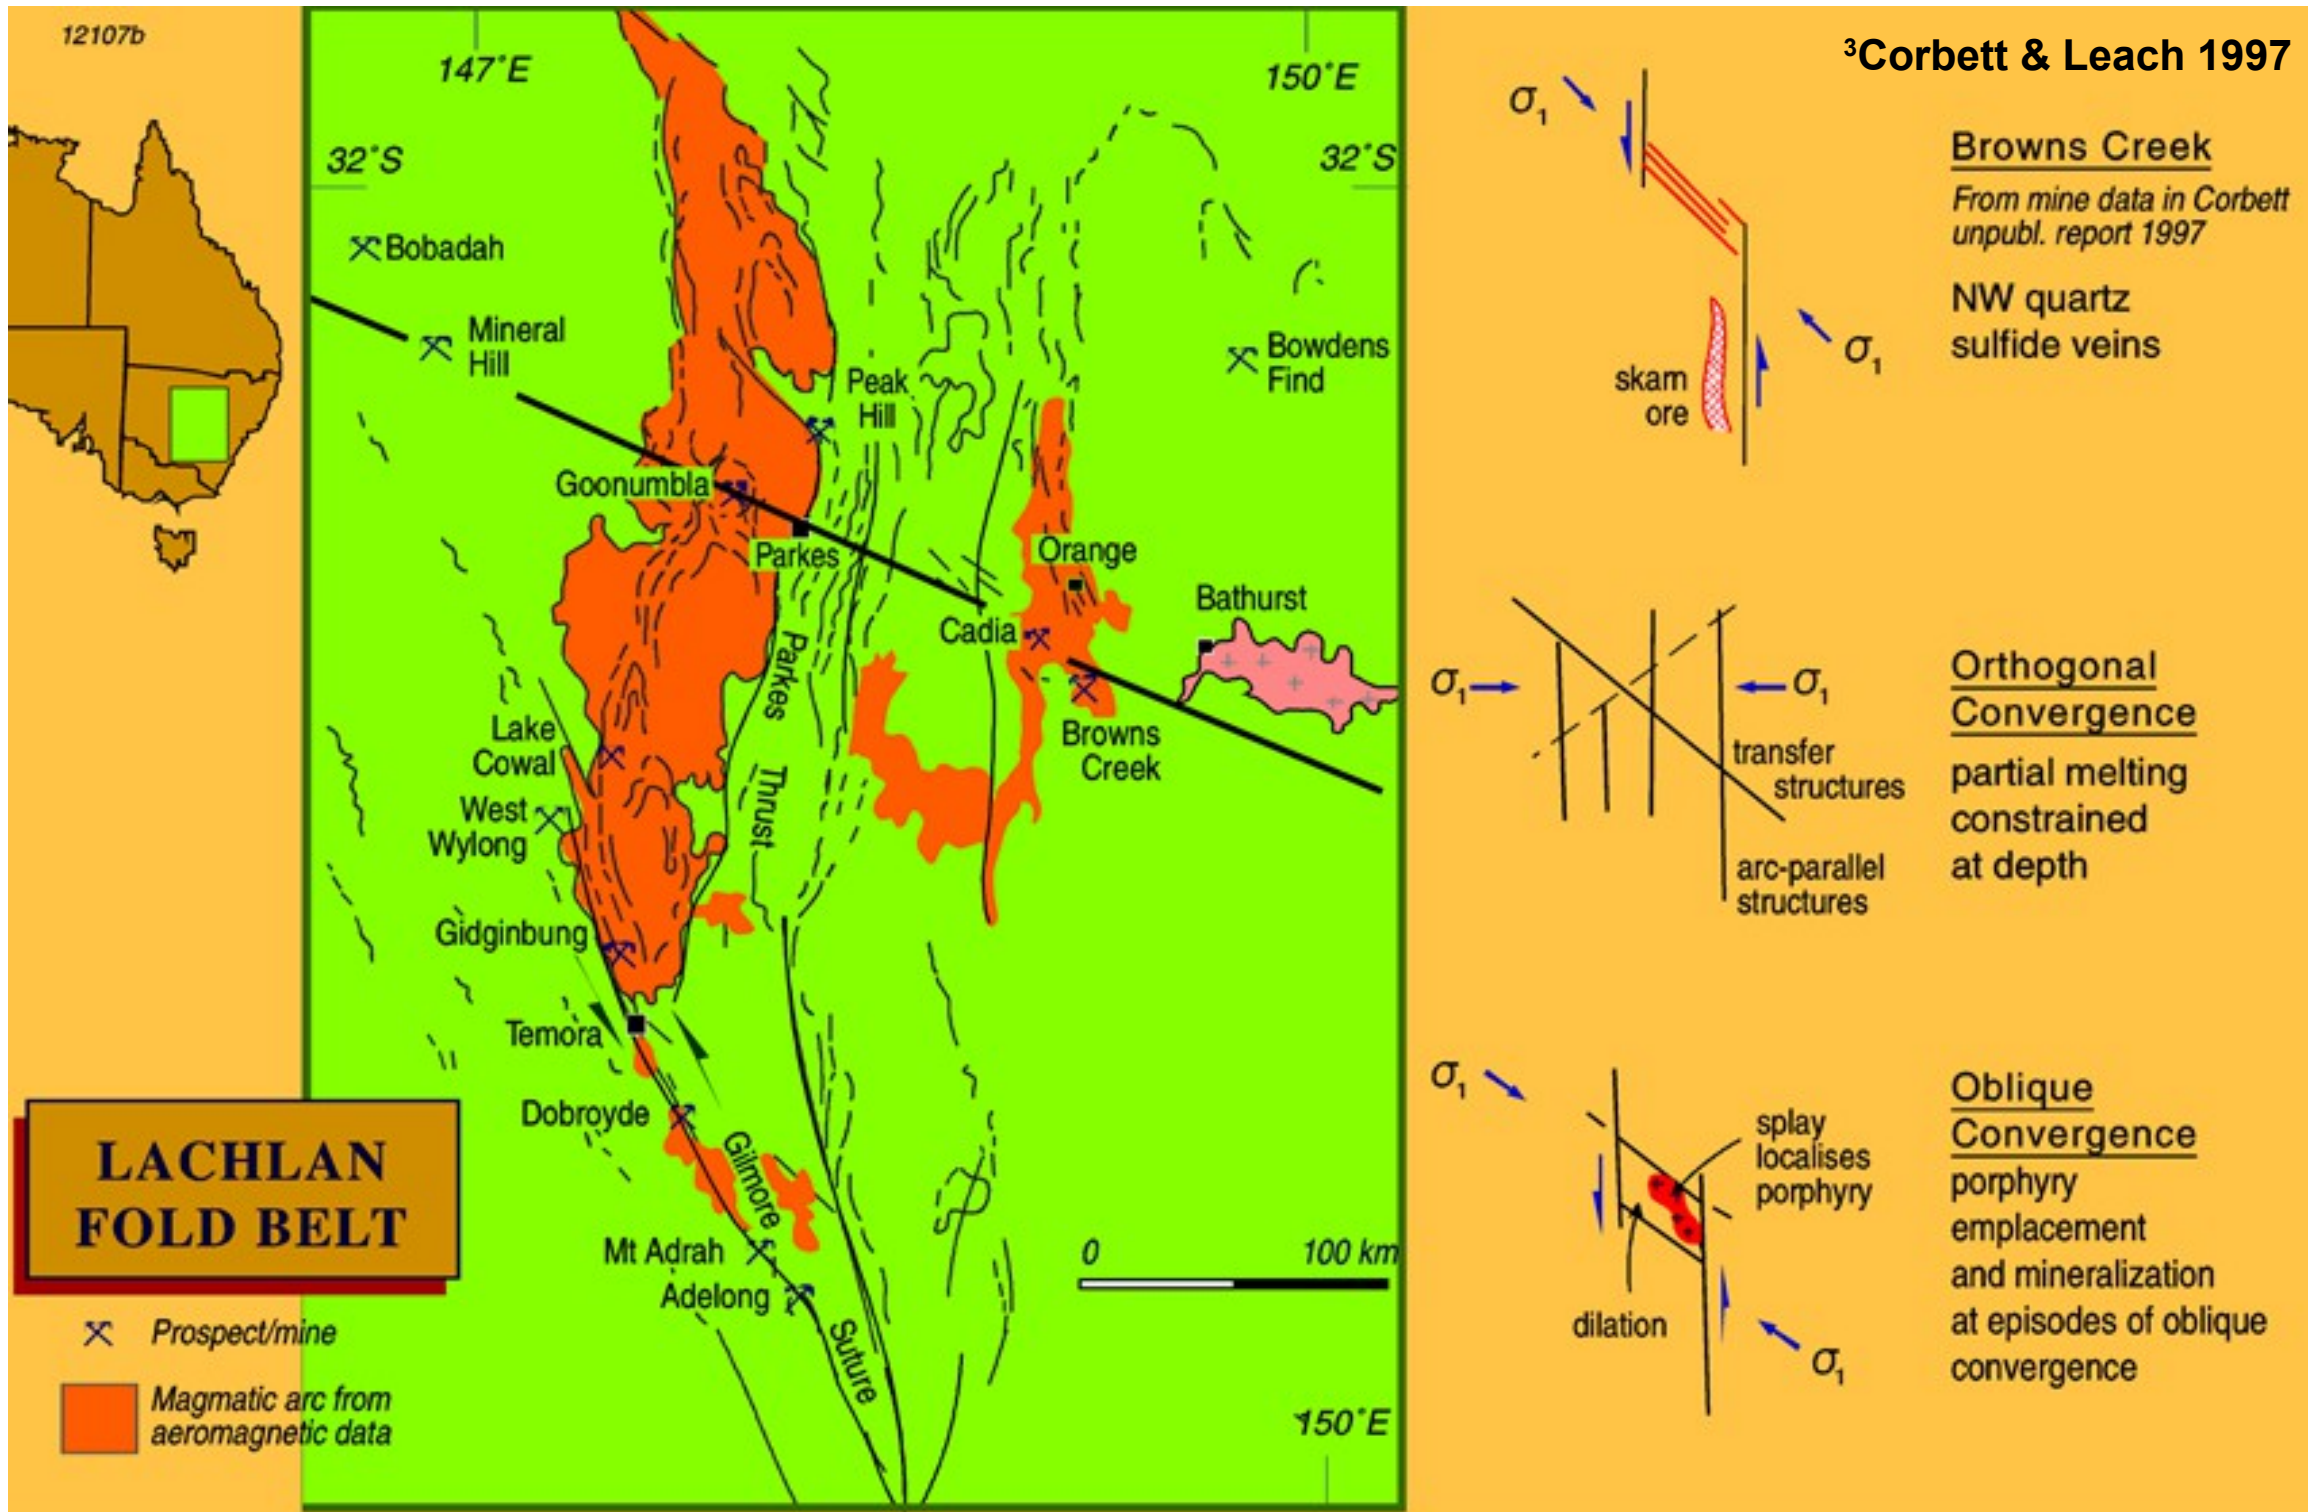 12107b
147°E
150°E
32°S
32°S
Bobadah
Mineral
Hill
Peak
Hill
Bowdens
Find
Goonumbla
Parkes
Orange
Bathurst
Cadia
Browns
Creek
Parkes
Thrust
Lake
Cowal
West
Wylong
Gidginbung
Temora
Dobroyde
Gilmore
Suture
Mt Adrah
Adelong
0
100 km
150°E
LACHLAN
FOLD BELT
Prospect/mine
Magmatic arc from
aeromagnetic data
³Corbett & Leach 1997
σ₁
σ₁
skarn
ore
Browns Creek
From mine data in Corbett
unpubl. report 1997
NW quartz
sulfide veins
σ₁
σ₁
transfer
structures
arc-parallel
structures
Orthogonal
Convergence
partial melting
constrained
at depth
σ₁
splay
localises
porphyry
dilation
σ₁
Oblique
Convergence
porphyry
emplacement
and mineralization
at episodes of oblique
convergence